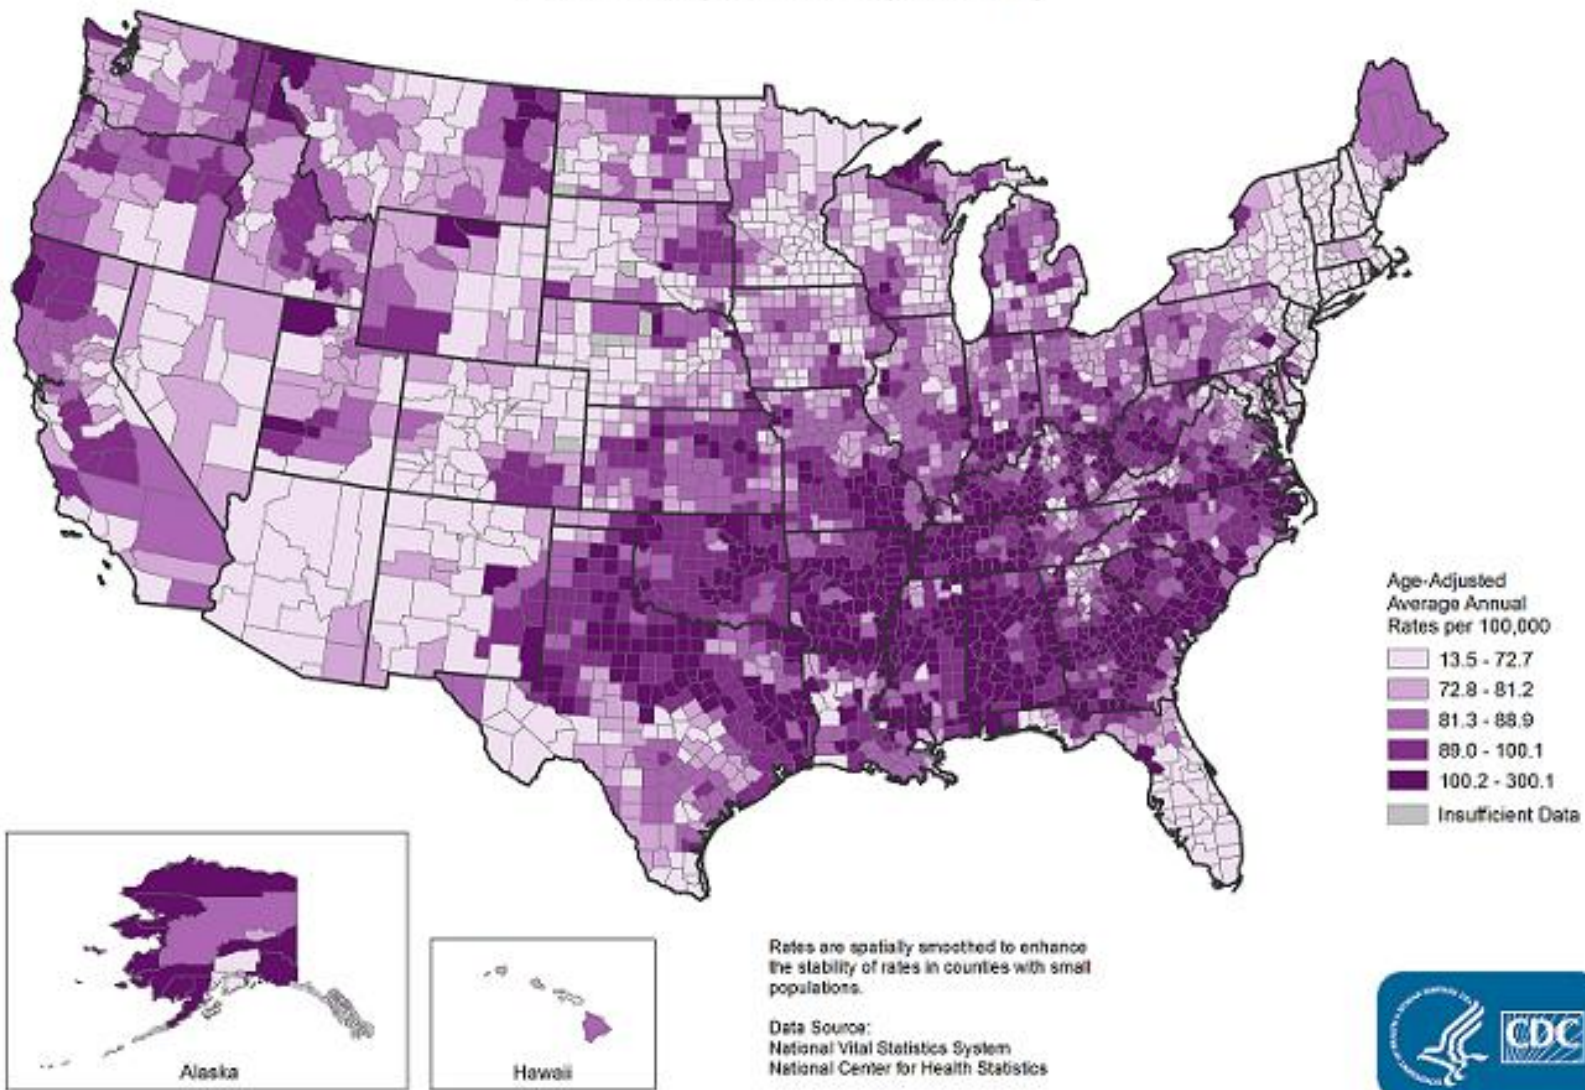 Age-Adjusted
Average Annual
Rates per 100,000
13.5 - 72.7
72.8 - 81.2
81.3 - 88.9
89.0 - 100.1
100.2 - 300.1
Insufficient Data
Alaska
Hawaii
Rates are spatially smoothed to enhance
the stability of rates in counties with small
populations.
Data Source:
National Vital Statistics System
National Center for Health Statistics
CDC